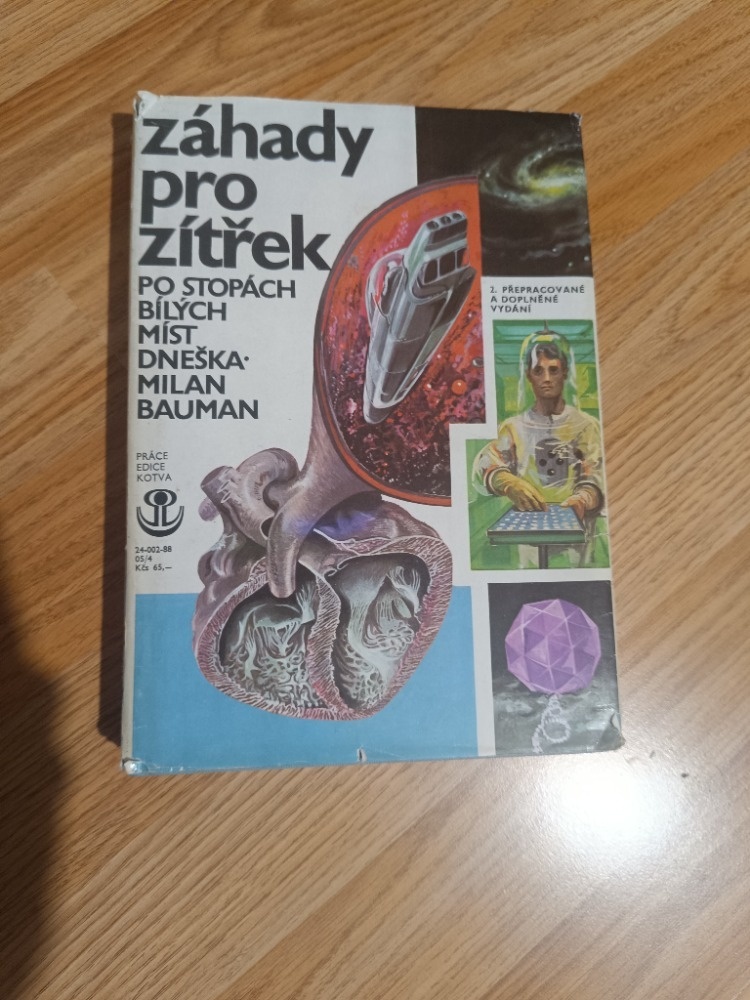 záhady
pro
zítřek
PO STOPÁCH
BÍLÝCH
MÍST
DNEŠKA·
MILAN
BAUMAN
2. PŘEPRACOVANÉ
A DOPLNĚNÉ
VYDÁNÍ
PRÁCE
EDICE
KOTVA
24-002-88
05/4
Kčs 65,—